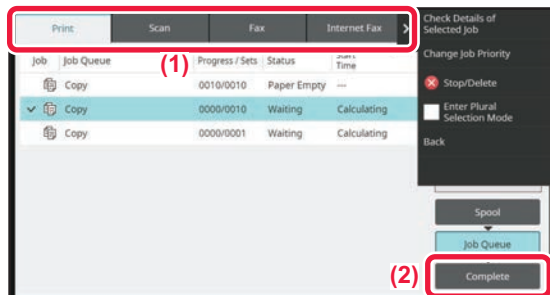 Print Scan Fax Internet Fax
(1)
Job Job Queue Progress / Sets Status Start
Time
Copy 0010/0010 Paper Empty ---
Copy 0000/0010 Waiting Calculating
Copy 0000/0001 Waiting Calculating
Check Details of
Selected Job
Change Job Priority
Stop/Delete
Enter Plural
Selection Mode
Back
Spool
Job Queue
(2)
Complete